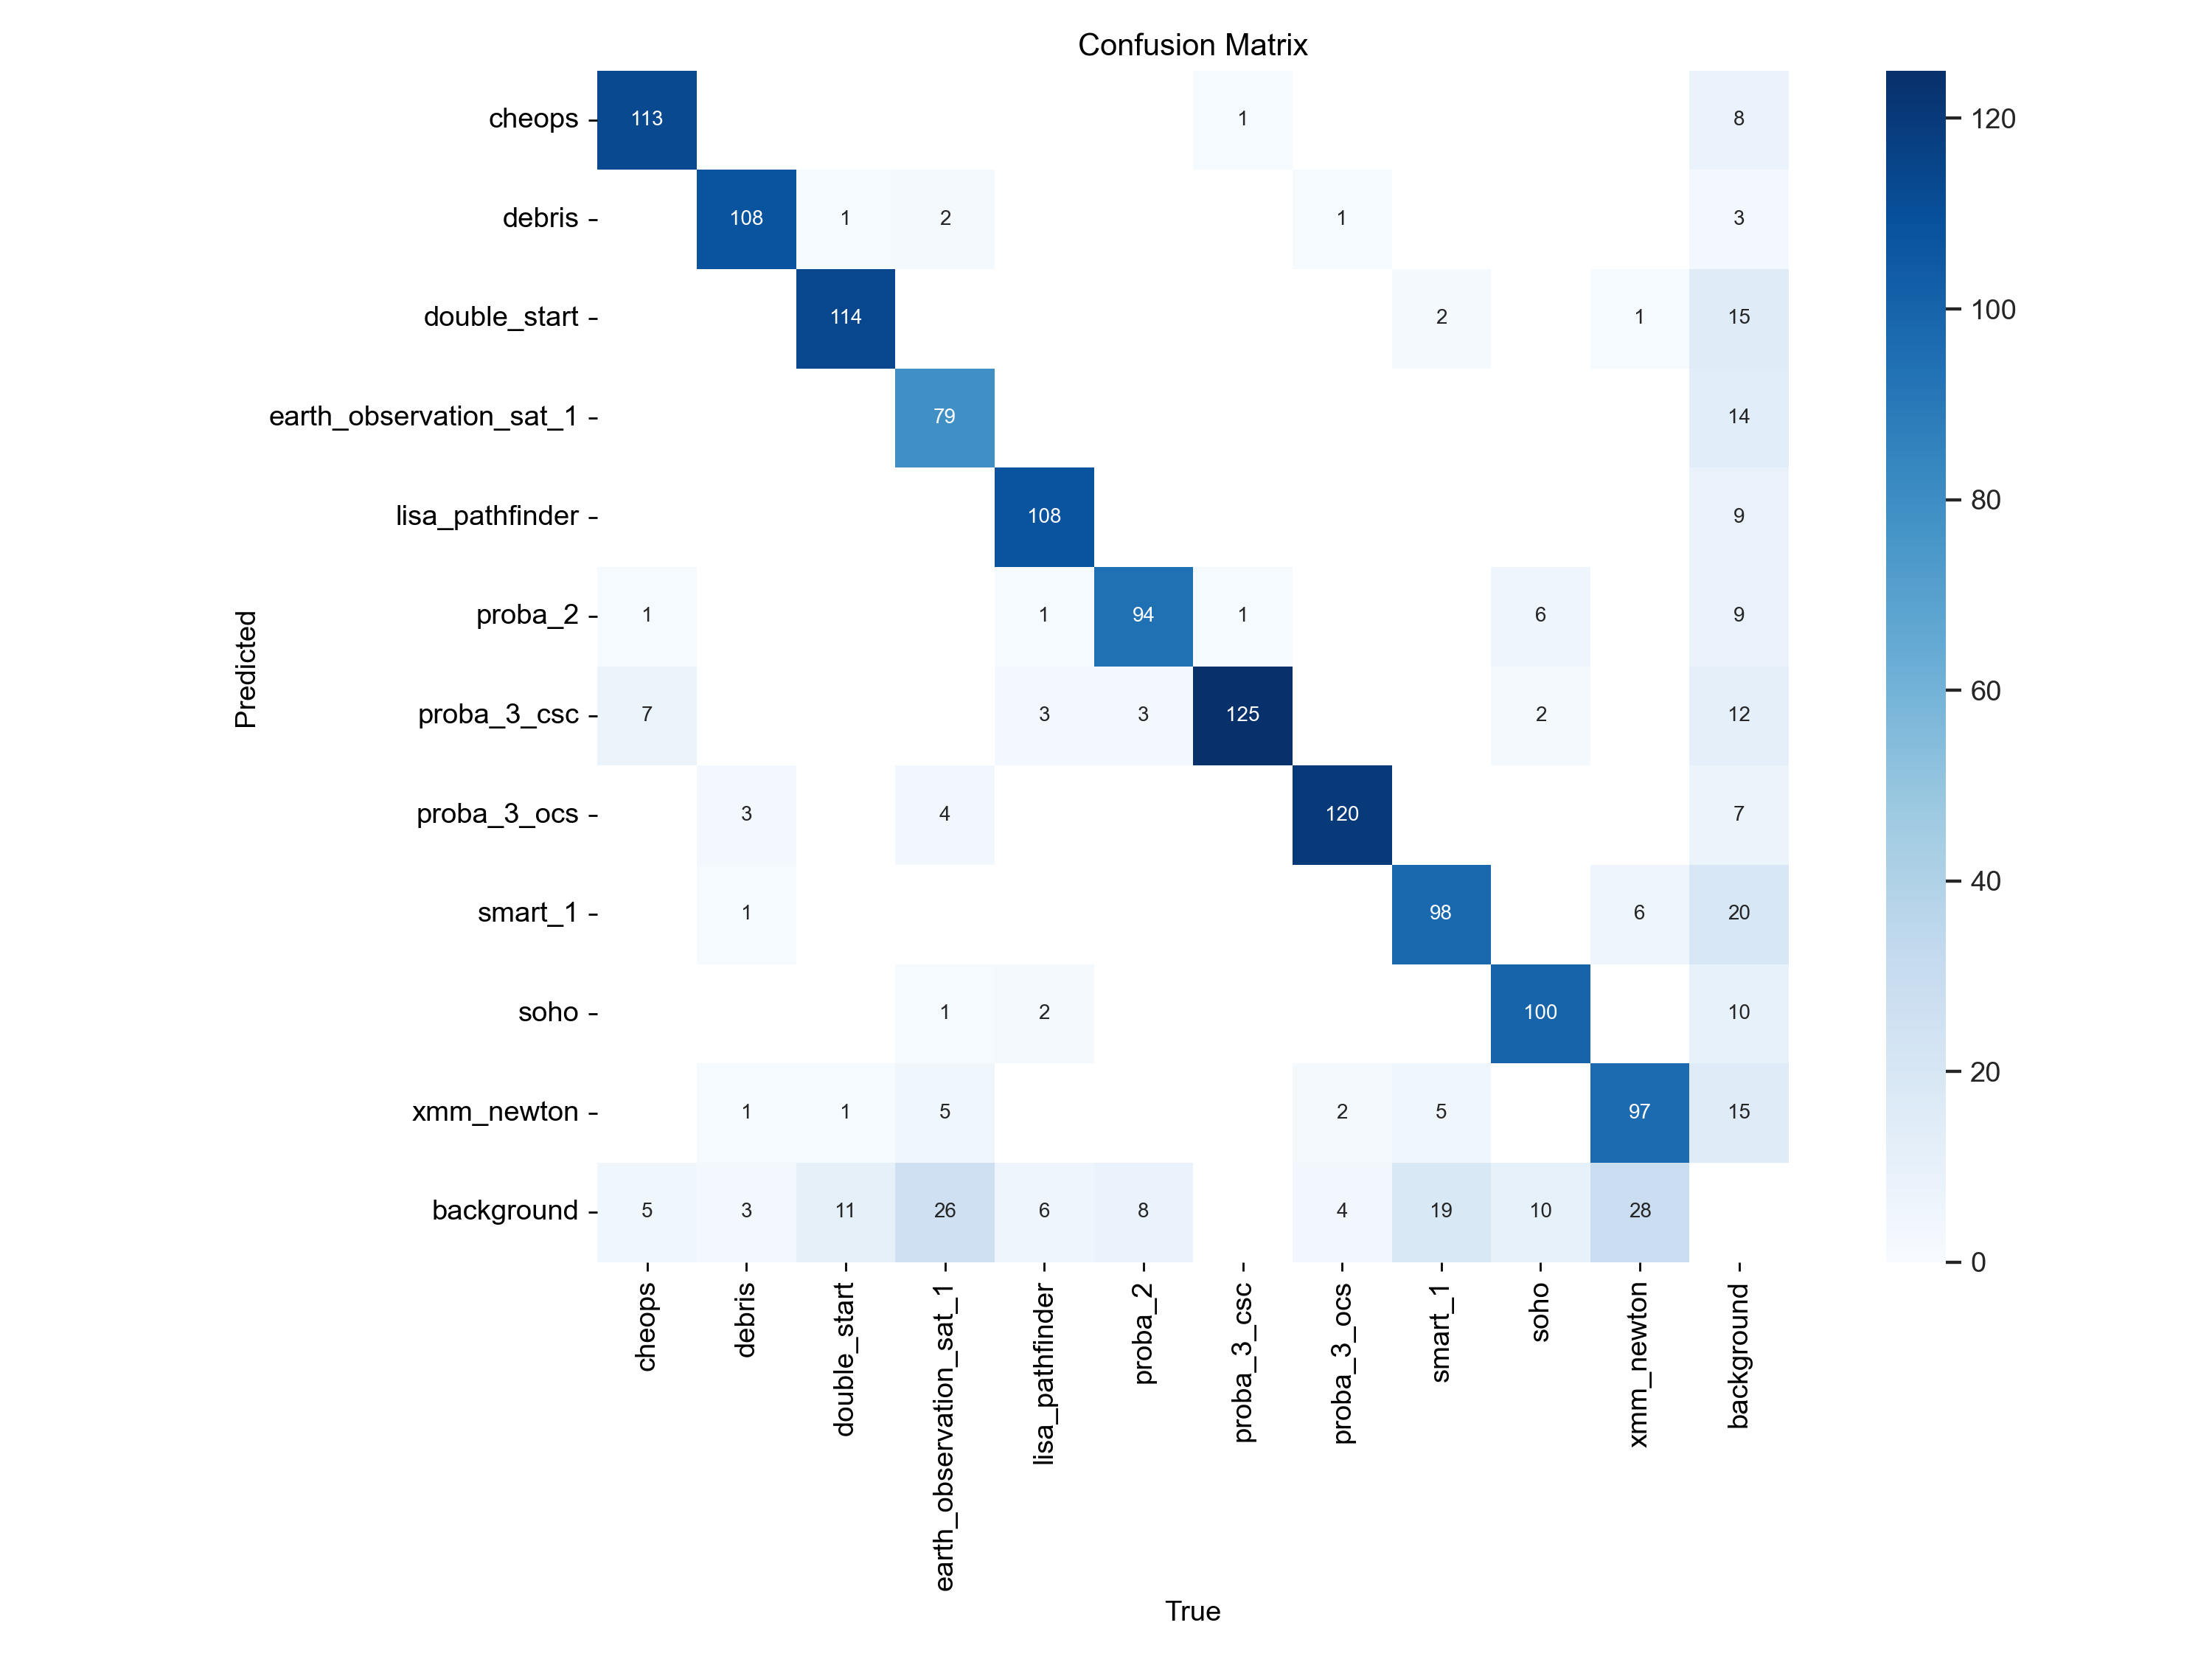 Confusion Matrix
cheops 113 1 8
debris 108 1 2 1 3
double_start 114 2 1 15
earth_observation_sat_1 79 14
lisa_pathfinder 108 9
proba_2 1 1 94 1 6 9
proba_3_csc 7 3 3 125 2 12
proba_3_ocs 3 4 120 7
smart_1 1 98 6 20
soho 1 2 100 10
xmm_newton 1 1 5 2 5 97 15
background 5 3 11 26 6 8 4 19 10 28
Predicted
cheops
debris
double_start
earth_observation_sat_1
lisa_pathfinder
proba_2
proba_3_csc
proba_3_ocs
smart_1
soho
xmm_newton
background
True
120
100
80
60
40
20
0